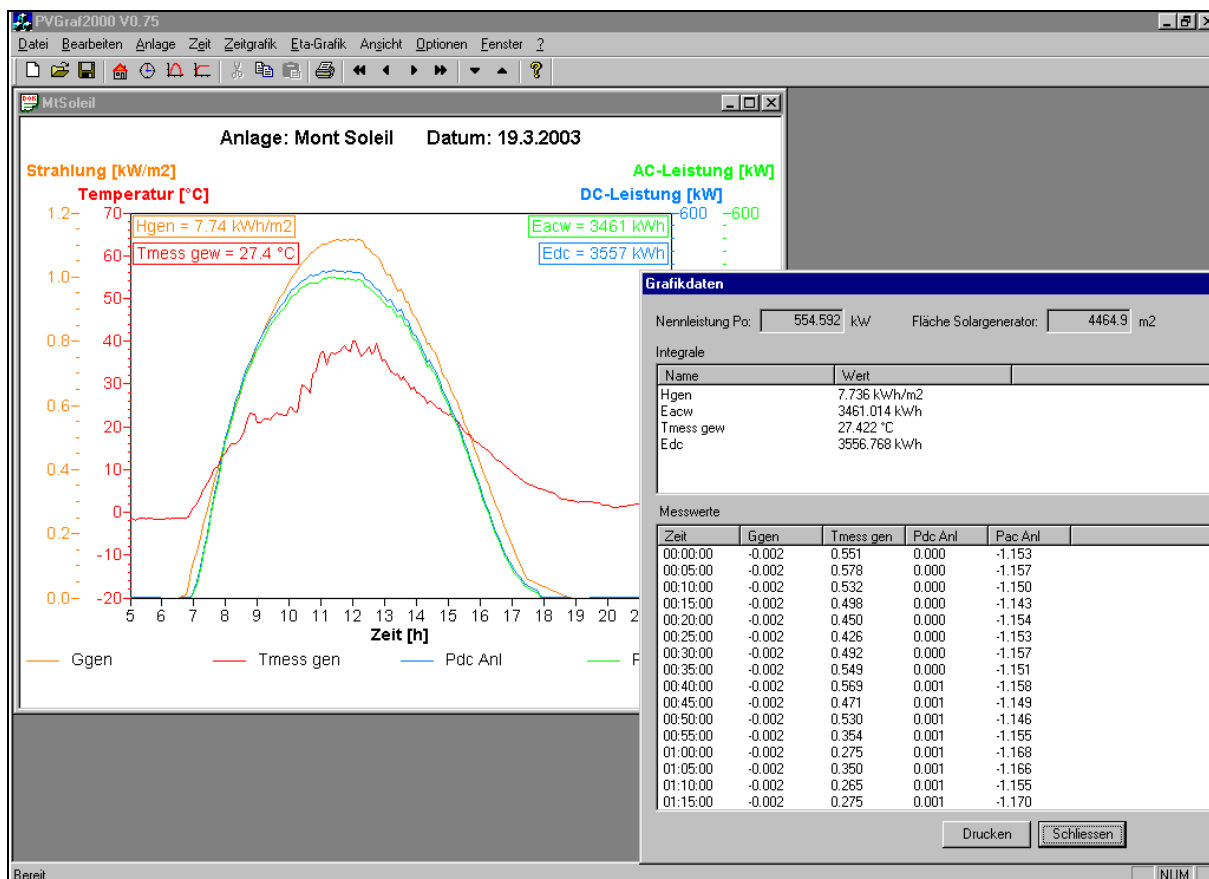 PVGraf2000 V0.75
Datei Bearbeiten Anlage Zeit Zeitgrafik Eta-Grafik Ansicht Optionen Fenster ?
MtSoleil
Anlage: Mont Soleil Datum: 19.3.2003
Strahlung [kW/m2] AC-Leistung [kW]
Temperatur [°C] DC-Leistung [kW]
1.2 70 600 600
Hgen = 7.74 kWh/m2 Eacw = 3461 kWh
Tmess gew = 27.4 °C Edc = 3557 kWh
60
1.0
50
0.8 40
30
0.6
20
0.4 10
0
0.2
-10
0.0 -20
5 6 7 8 9 10 11 12 13 14 15 16 17 18 19 20 2
Zeit [h]
Ggen Tmess gen Pdc Anl P
Grafikdaten
Nennleistung Po: 554.592 kW Fläche Solargenerator: 4464.9 m2
Integrale
Name Wert
Hgen 7.736 kWh/m2
Eacw 3461.014 kWh
Tmess gew 27.422 °C
Edc 3556.768 kWh
Messwerte
Zeit Ggen Tmess gen Pdc Anl Pac Anl
00:00:00 -0.002 0.551 0.000 -1.153
00:05:00 -0.002 0.578 0.000 -1.157
00:10:00 -0.002 0.532 0.000 -1.150
00:15:00 -0.002 0.498 0.000 -1.143
00:20:00 -0.002 0.450 0.000 -1.154
00:25:00 -0.002 0.426 0.000 -1.153
00:30:00 -0.002 0.492 0.000 -1.157
00:35:00 -0.002 0.549 0.000 -1.151
00:40:00 -0.002 0.569 0.001 -1.158
00:45:00 -0.002 0.471 0.001 -1.149
00:50:00 -0.002 0.530 0.001 -1.146
00:55:00 -0.002 0.354 0.001 -1.155
01:00:00 -0.002 0.275 0.001 -1.168
01:05:00 -0.002 0.350 0.001 -1.166
01:10:00 -0.002 0.265 0.001 -1.155
01:15:00 -0.002 0.275 0.001 -1.170
Drucken Schliessen
Bereit NUM